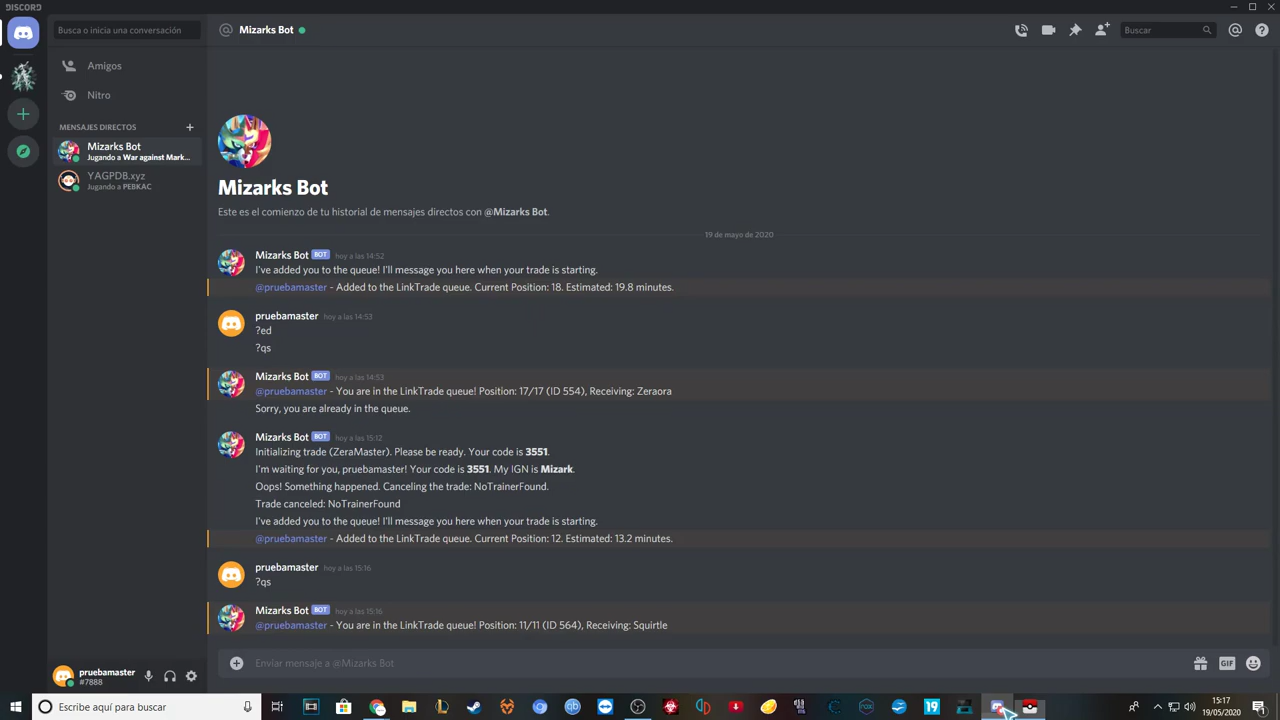 DISCORD
Busca o inicia una conversación
Mizarks Bot
Buscar
Amigos
Nitro
MENSAJES DIRECTOS
Mizarks Bot
Jugando a War against Mark...
YAGPDB.xyz
Jugando a PEBKAC
Mizarks Bot
Este es el comienzo de tu historial de mensajes directos con @Mizarks Bot.
19 de mayo de 2020
Mizarks Bot BOT hoy a las 14:52
I've added you to the queue! I'll message you here when your trade is starting.
@pruebamaster - Added to the LinkTrade queue. Current Position: 18. Estimated: 19.8 minutes.
pruebamaster hoy a las 14:53
?ed
?qs
Mizarks Bot BOT hoy a las 14:53
@pruebamaster - You are in the LinkTrade queue! Position: 17/17 (ID 554), Receiving: Zeraora
Sorry, you are already in the queue.
Mizarks Bot BOT hoy a las 15:12
Initializing trade (ZeraMaster). Please be ready. Your code is 3551.
I'm waiting for you, pruebamaster! Your code is 3551. My IGN is Mizark.
Oops! Something happened. Canceling the trade: NoTrainerFound.
Trade canceled: NoTrainerFound
I've added you to the queue! I'll message you here when your trade is starting.
@pruebamaster - Added to the LinkTrade queue. Current Position: 12. Estimated: 13.2 minutes.
pruebamaster hoy a las 15:16
?qs
Mizarks Bot BOT hoy a las 15:16
@pruebamaster - You are in the LinkTrade queue! Position: 11/11 (ID 564), Receiving: Squirtle
Enviar mensaje a @Mizarks Bot
GIF
pruebamaster
#7888
Escribe aquí para buscar
19
15:17
19/05/2020